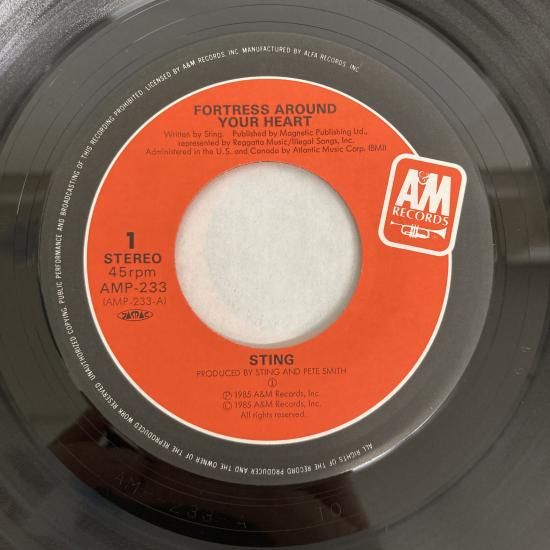 ALL RIGHTS OF THE RECORD PRODUCER AND THE OWNER OF THE REPRODUCED WORK RESERVED. UNAUTHORIZED COPYING, PUBLIC PERFORMANCE AND BROADCASTING OF THIS RECORDING PROHIBITED. LICENSED BY A&M RECORDS, INC. MANUFACTURED BY ALFA RECORDS, INC.
FORTRESS AROUND
YOUR HEART
Written by Sting. Published by Magnetic Publishing Ltd.,
represented by Reggatta Music/Illegal Songs, Inc.
Administered in the U.S. and Canada by Atlantic Music Corp. (BMI)
A&M
RECORDS
1
STEREO
45rpm
AMP-233
(AMP-233-A)
JASRAC
STING
PRODUCED BY STING AND PETE SMITH
①
℗ 1985 A&M Records, Inc.
© 1985 A&M Records, Inc.
All rights reserved.
AMP-233-A